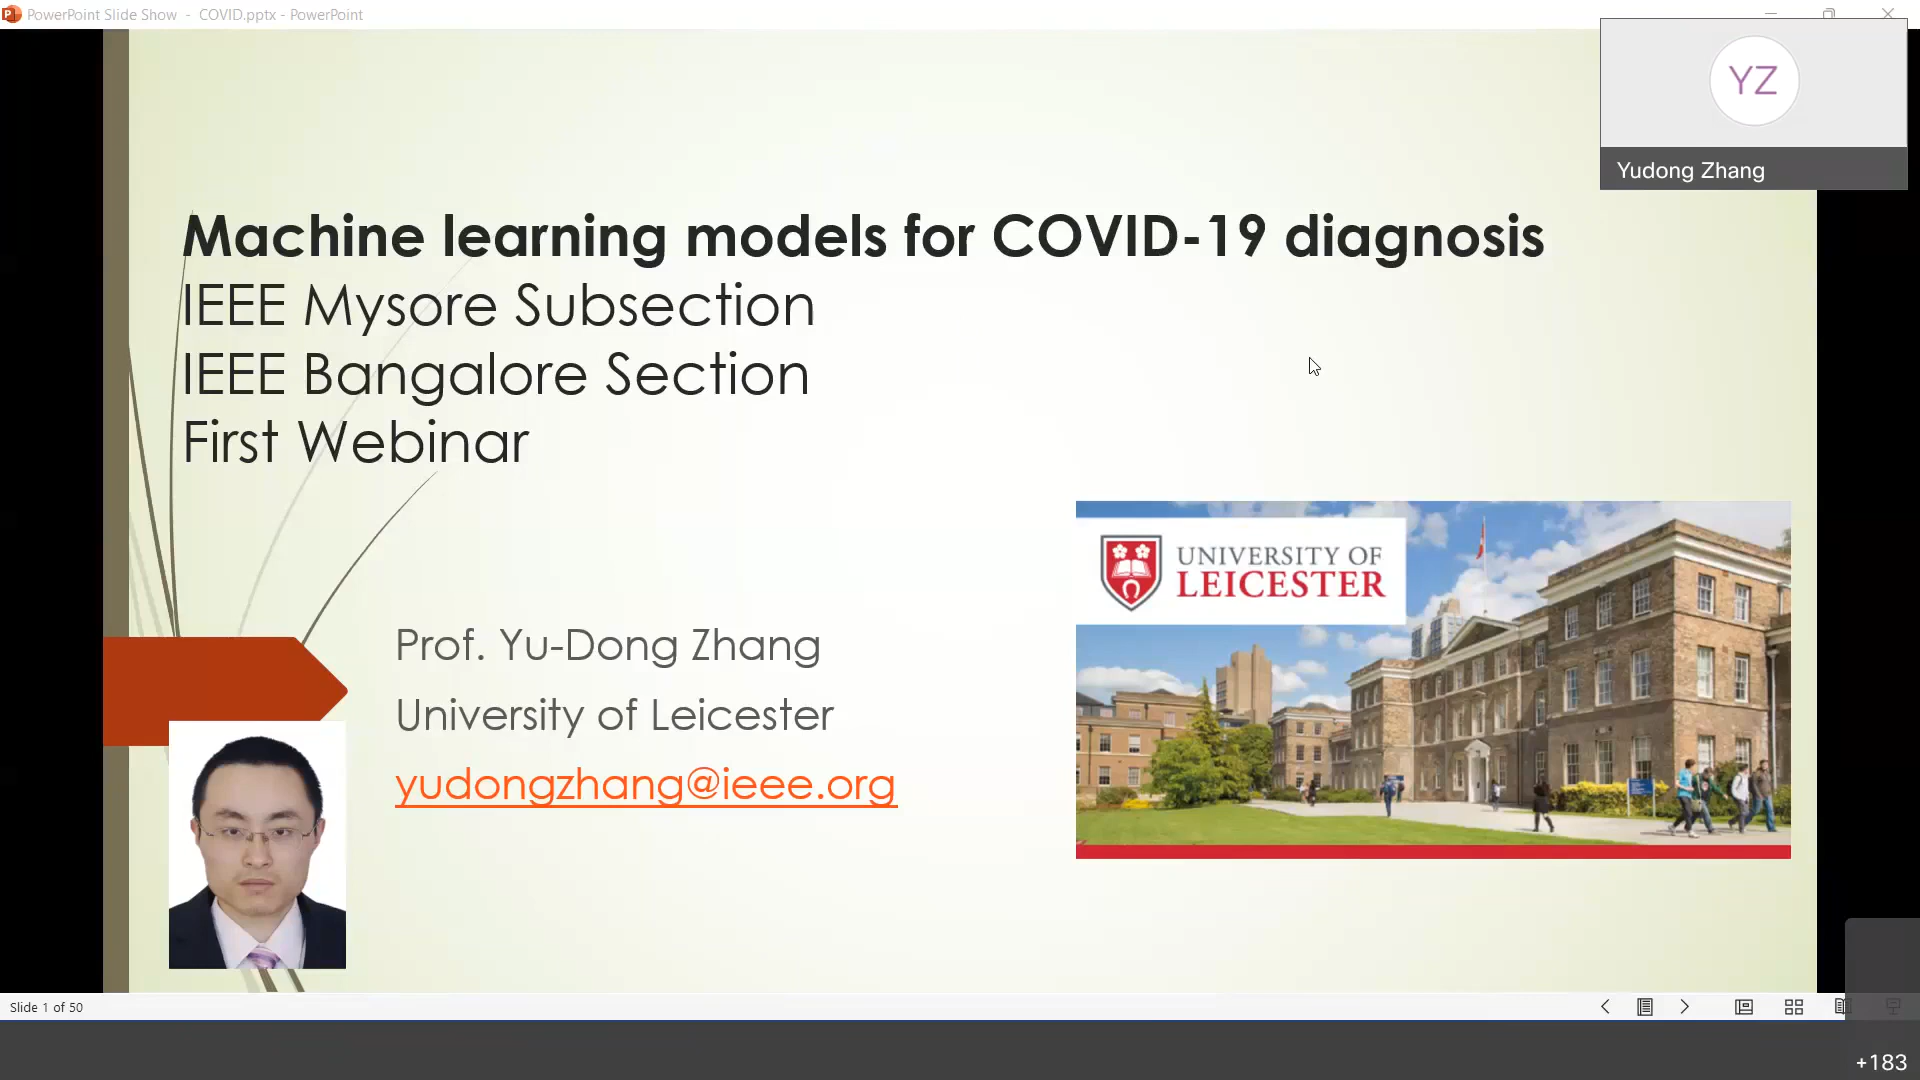 PowerPoint Slide Show - COVID.pptx - PowerPoint
YZ
Yudong Zhang
Machine learning models for COVID-19 diagnosis
IEEE Mysore Subsection
IEEE Bangalore Section
First Webinar
UNIVERSITY OF
LEICESTER
Prof. Yu-Dong Zhang
University of Leicester
yudongzhang@ieee.org
Slide 1 of 50
+183